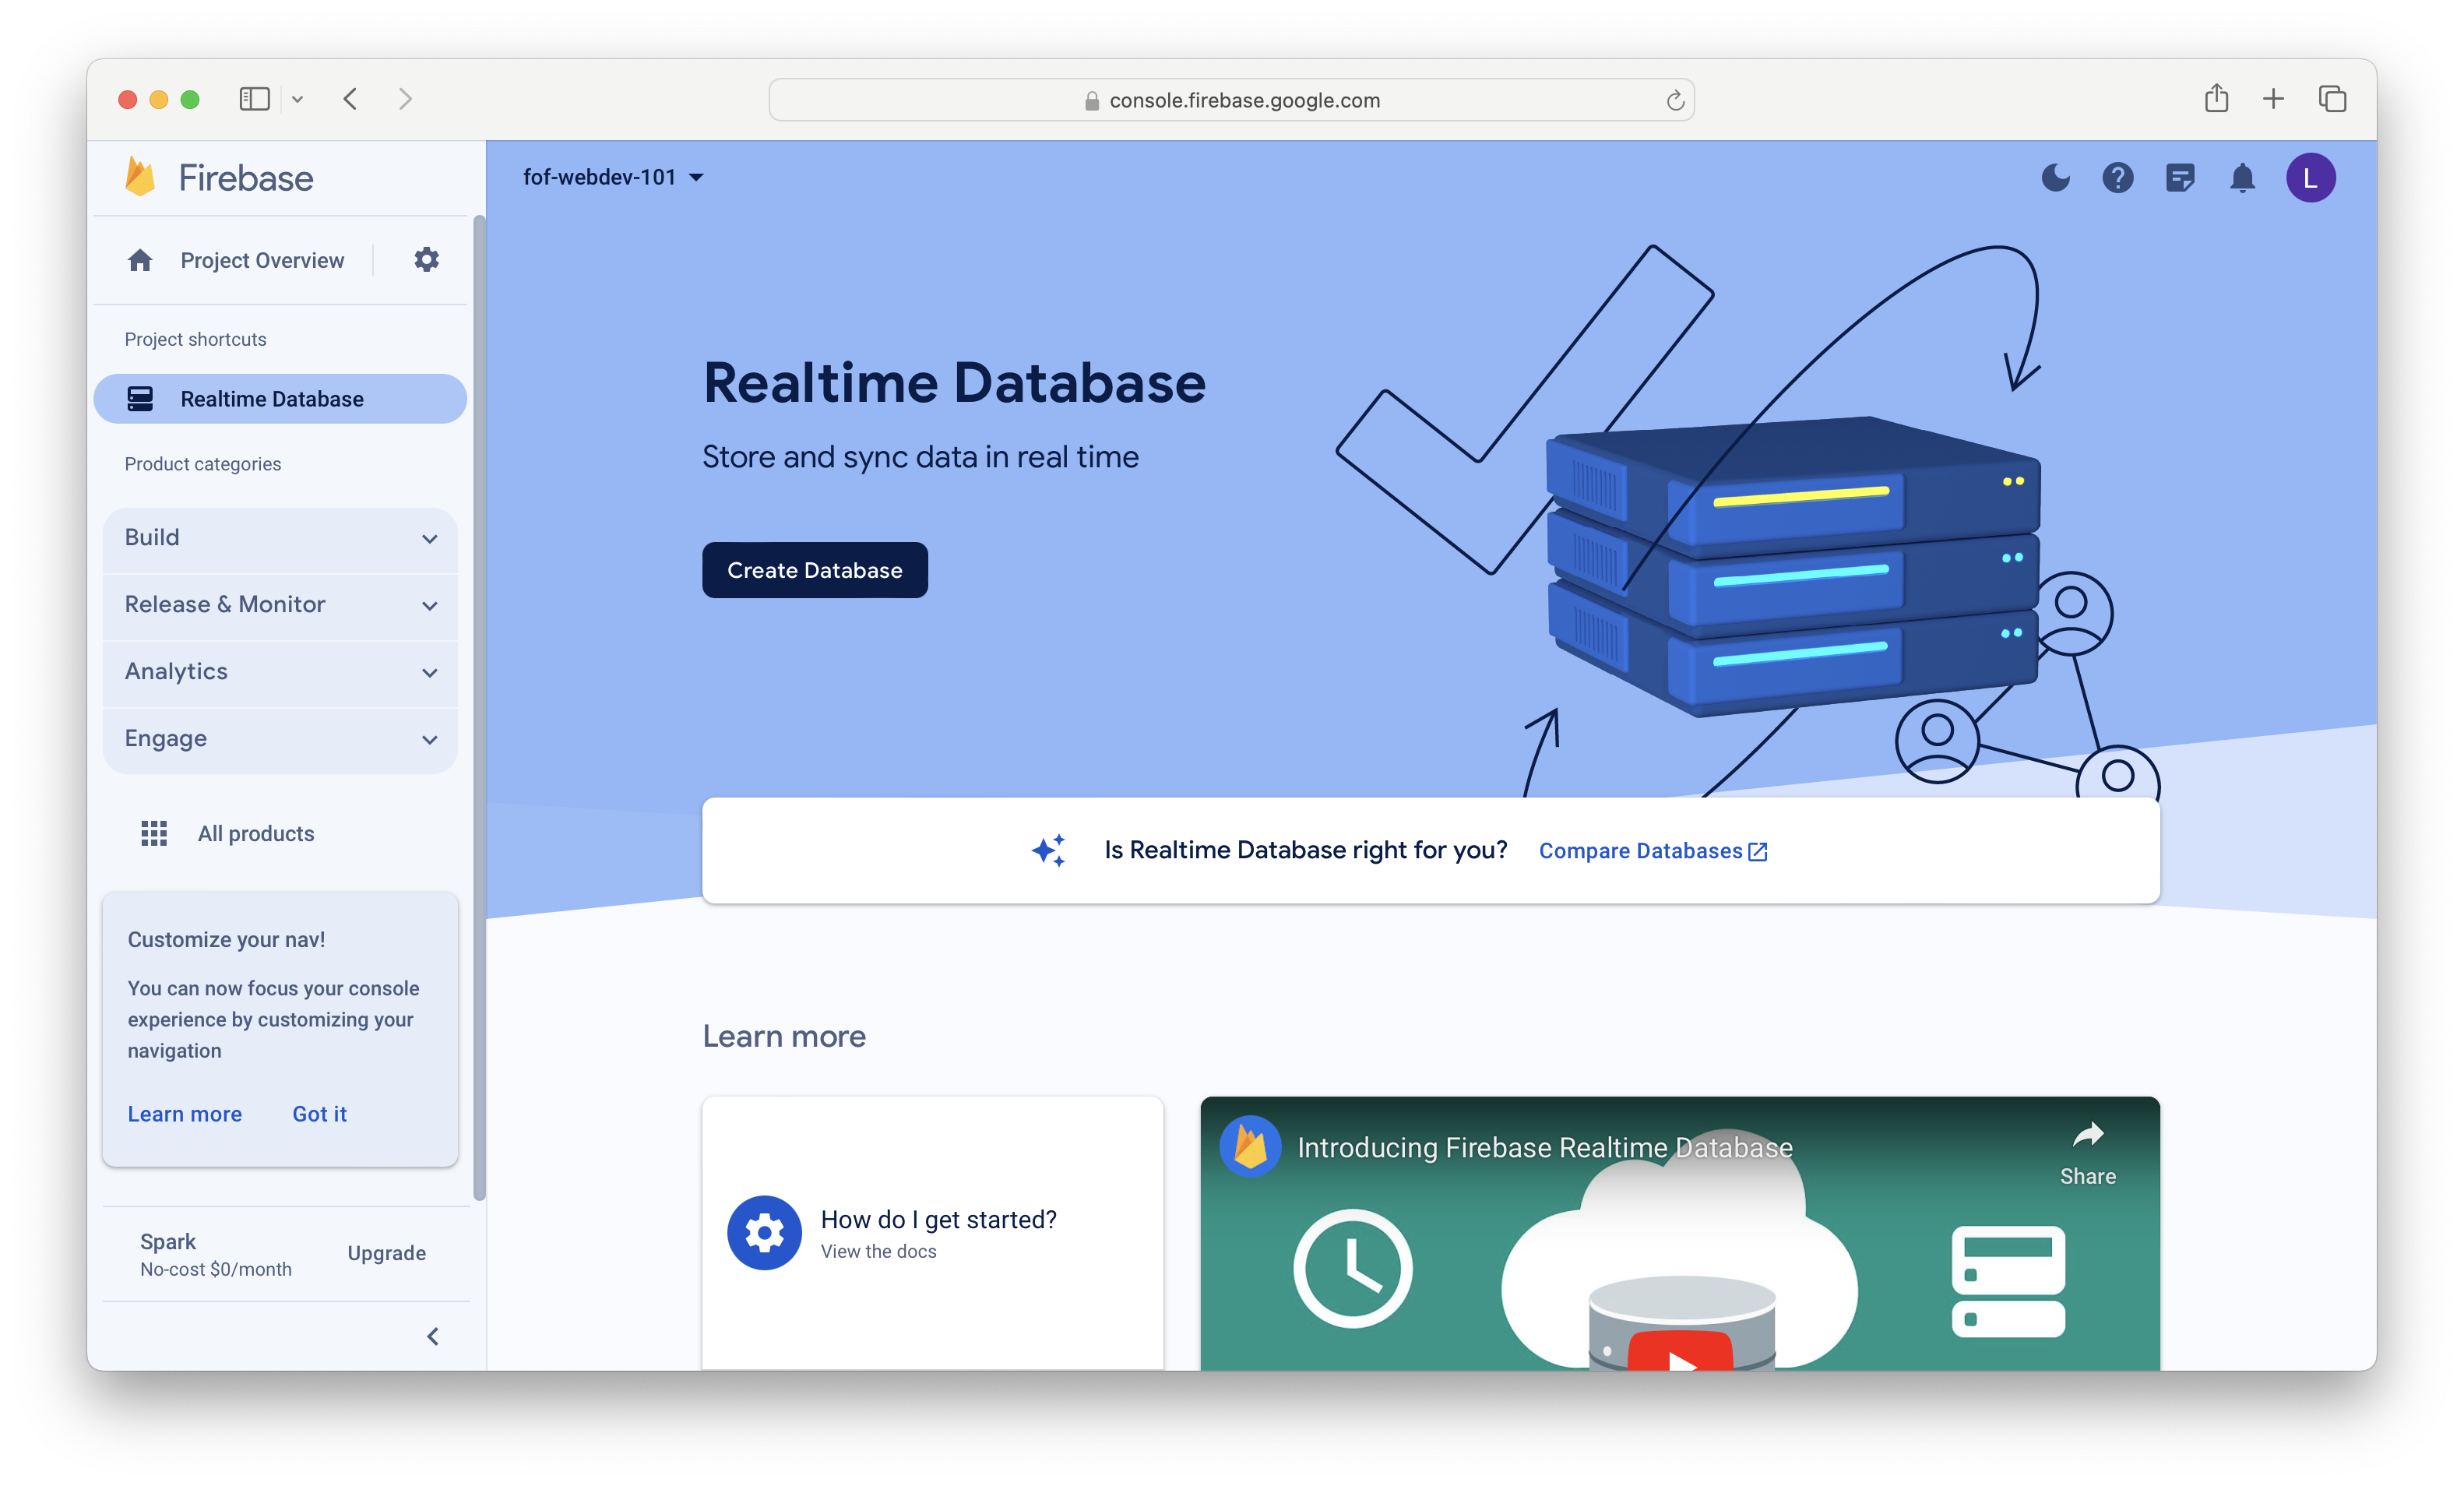 console.firebase.google.com
Firebase
fof-webdev-101
L
Project Overview
Project shortcuts
Realtime Database
Product categories
Build
Release & Monitor
Analytics
Engage
All products
Customize your nav!
You can now focus your console
experience by customizing your
navigation
Learn more Got it
Spark
No-cost $0/month
Upgrade
Realtime Database
Store and sync data in real time
Create Database
Is Realtime Database right for you? Compare Databases
Learn more
How do I get started?
View the docs
Introducing Firebase Realtime Database
Share